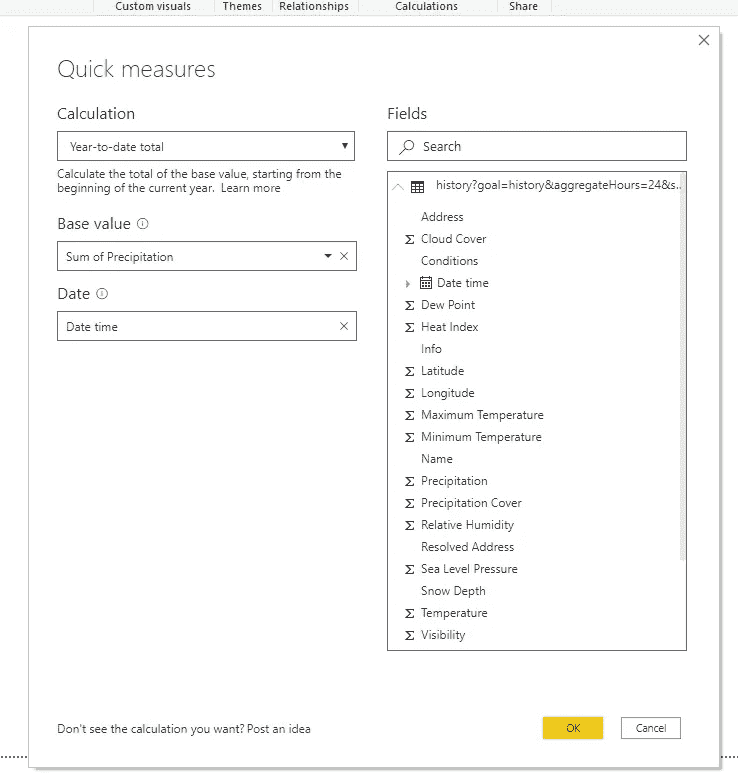 Custom visuals Themes Relationships Calculations Share
Quick measures
Calculation
Year-to-date total
Calculate the total of the base value, starting from the
beginning of the current year. Learn more
Base value
Sum of Precipitation
Date
Date time
Fields
Search
history?goal=history&aggregateHours=24&s...
Address
Σ Cloud Cover
Conditions
Date time
Σ Dew Point
Σ Heat Index
Info
Σ Latitude
Σ Longitude
Σ Maximum Temperature
Σ Minimum Temperature
Name
Σ Precipitation
Σ Precipitation Cover
Σ Relative Humidity
Resolved Address
Σ Sea Level Pressure
Snow Depth
Σ Temperature
Σ Visibility
Don't see the calculation you want? Post an idea
OK
Cancel